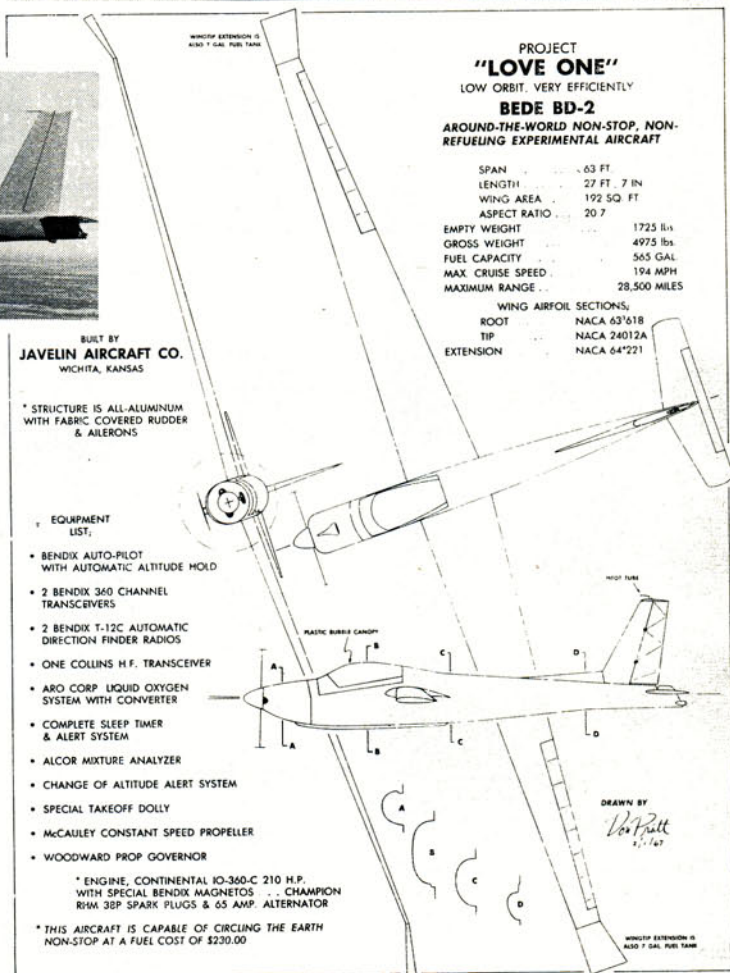 WINGTIP EXTENSION IS
ALSO 7 GAL FUEL TANK
PROJECT
"LOVE ONE"
LOW ORBIT, VERY EFFICIENTLY
BEDE BD-2
AROUND-THE-WORLD NON-STOP, NON-
REFUELING EXPERIMENTAL AIRCRAFT
SPAN . . . . 63 FT
LENGTH . . . . 27 FT , 7 IN
WING AREA . 192 SQ. FT
ASPECT RATIO . . . 20 7
EMPTY WEIGHT . . . 1725 lbs
GROSS WEIGHT . . . 4975 lbs.
FUEL CAPACITY . . . 565 GAL.
MAX. CRUISE SPEED . 194 MPH
MAXIMUM RANGE . . 28,500 MILES
WING AIRFOIL SECTIONS;
ROOT . . NACA 63³618
TIP . . NACA 24012A
EXTENSION . . NACA 64²221
BUILT BY
JAVELIN AIRCRAFT CO.
WICHITA, KANSAS
* STRUCTURE IS ALL-ALUMINUM
WITH FABRIC COVERED RUDDER
& AILERONS
EQUIPMENT
LIST;
• BENDIX AUTO-PILOT
WITH AUTOMATIC ALTITUDE HOLD
• 2 BENDIX 360 CHANNEL
TRANSCEIVERS
• 2 BENDIX T-12C AUTOMATIC
DIRECTION FINDER RADIOS
• ONE COLLINS H.F. TRANSCEIVER
• ARO CORP LIQUID OXYGEN
SYSTEM WITH CONVERTER
• COMPLETE SLEEP TIMER
& ALERT SYSTEM
• ALCOR MIXTURE ANALYZER
• CHANGE OF ALTITUDE ALERT SYSTEM
• SPECIAL TAKEOFF DOLLY
• McCAULEY CONSTANT SPEED PROPELLER
• WOODWARD PROP GOVERNOR
* ENGINE, CONTINENTAL IO-360-C 210 H.P.
WITH SPECIAL BENDIX MAGNETOS . . . CHAMPION
RHM 38P SPARK PLUGS & 65 AMP. ALTERNATOR
* THIS AIRCRAFT IS CAPABLE OF CIRCLING THE EARTH
NON-STOP AT A FUEL COST OF $230.00
PITOT TUBE
PLASTIC BUBBLE CANOPY
A
B
C
D
A
B
C
D
A
B
C
D
DRAWN BY
Don Pratt
WINGTIP EXTENSION IS
ALSO 7 GAL FUEL TANK